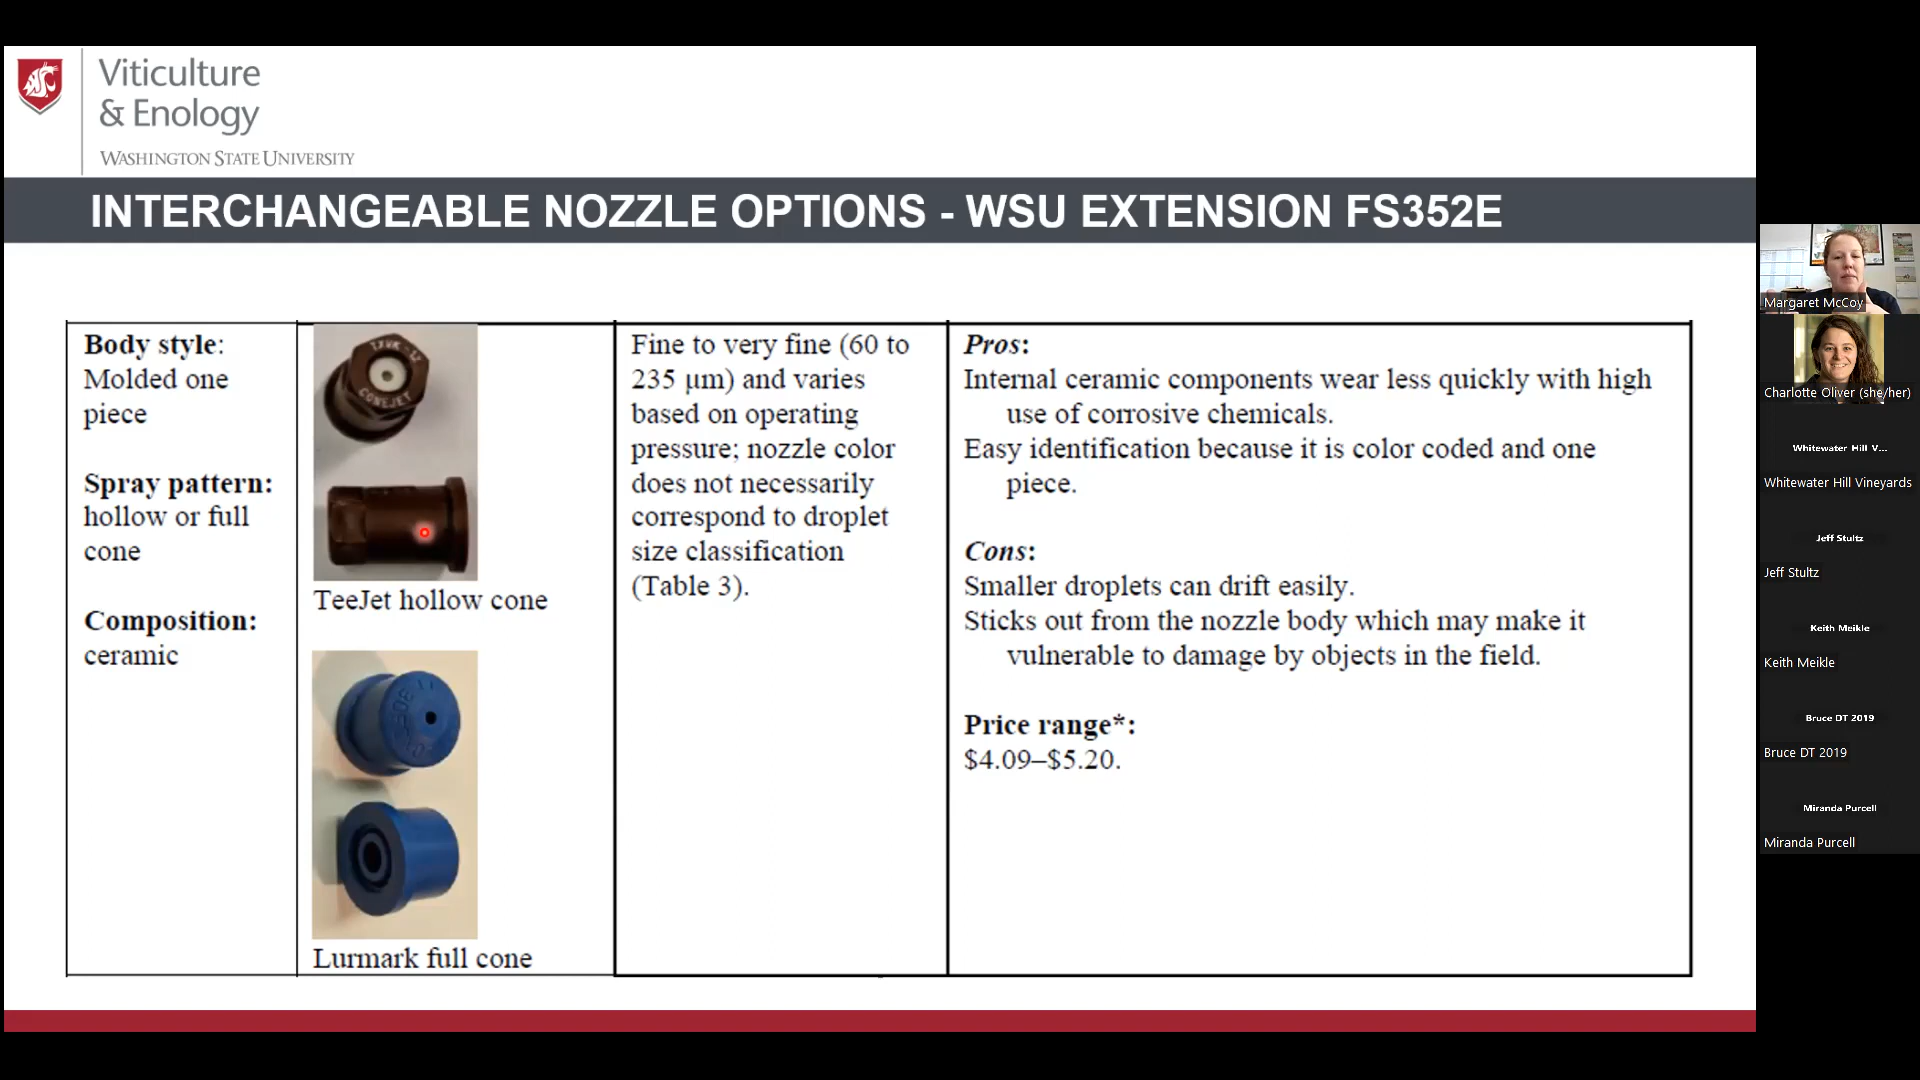 Viticulture
& Enology
WASHINGTON STATE UNIVERSITY
INTERCHANGEABLE NOZZLE OPTIONS - WSU EXTENSION FS352E
Body style:
Molded one
piece
Spray pattern:
hollow or full
cone
Composition:
ceramic
CONEJET
TeeJet hollow cone
Lurmark full cone
Fine to very fine (60 to
235 µm) and varies
based on operating
pressure; nozzle color
does not necessarily
correspond to droplet
size classification
(Table 3).
Pros:
Internal ceramic components wear less quickly with high
use of corrosive chemicals.
Easy identification because it is color coded and one
piece.
Cons:
Smaller droplets can drift easily.
Sticks out from the nozzle body which may make it
vulnerable to damage by objects in the field.
Price range*:
$4.09–$5.20.
Margaret McCoy
Charlotte Oliver (she/her)
Whitewater Hill V...
Whitewater Hill Vineyards
Jeff Stultz
Jeff Stultz
Keith Meikle
Keith Meikle
Bruce DT 2019
Bruce DT 2019
Miranda Purcell
Miranda Purcell